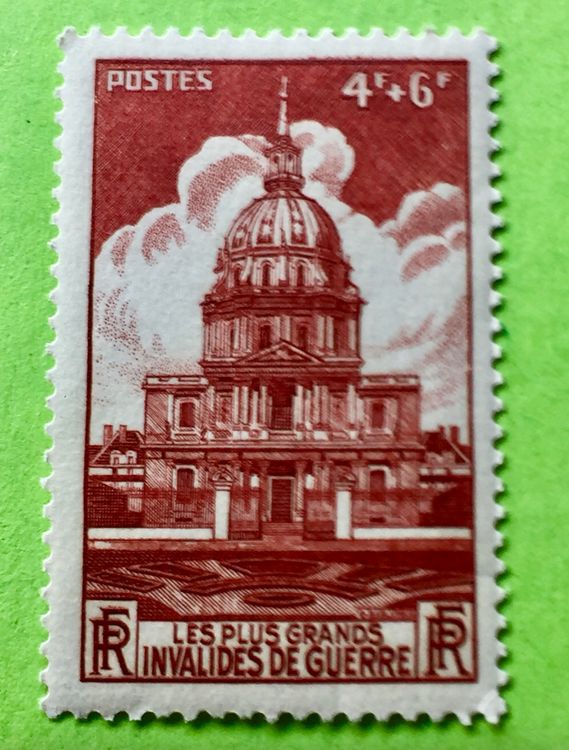 POSTES
4F+6F
LES PLUS GRANDS
INVALIDES DE GUERRE
RF
RF